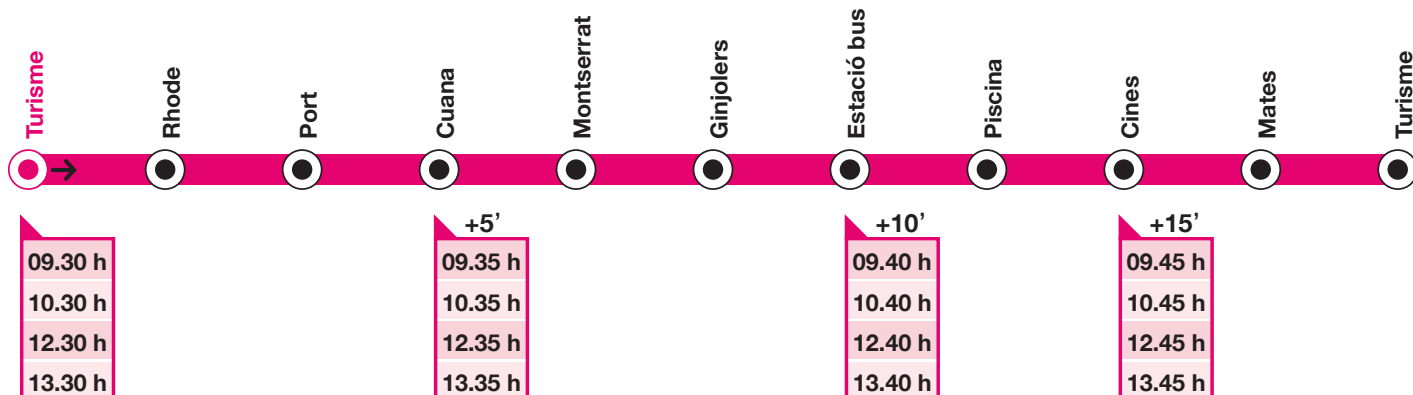 Turisme
Rhode
Port
Cuana
Montserrat
Ginjolers
Estació bus
Piscina
Cines
Mates
Turisme
+5’ +10’ +15’
09.30 h 09.35 h 09.40 h 09.45 h
10.30 h 10.35 h 10.40 h 10.45 h
12.30 h 12.35 h 12.40 h 12.45 h
13.30 h 13.35 h 13.40 h 13.45 h